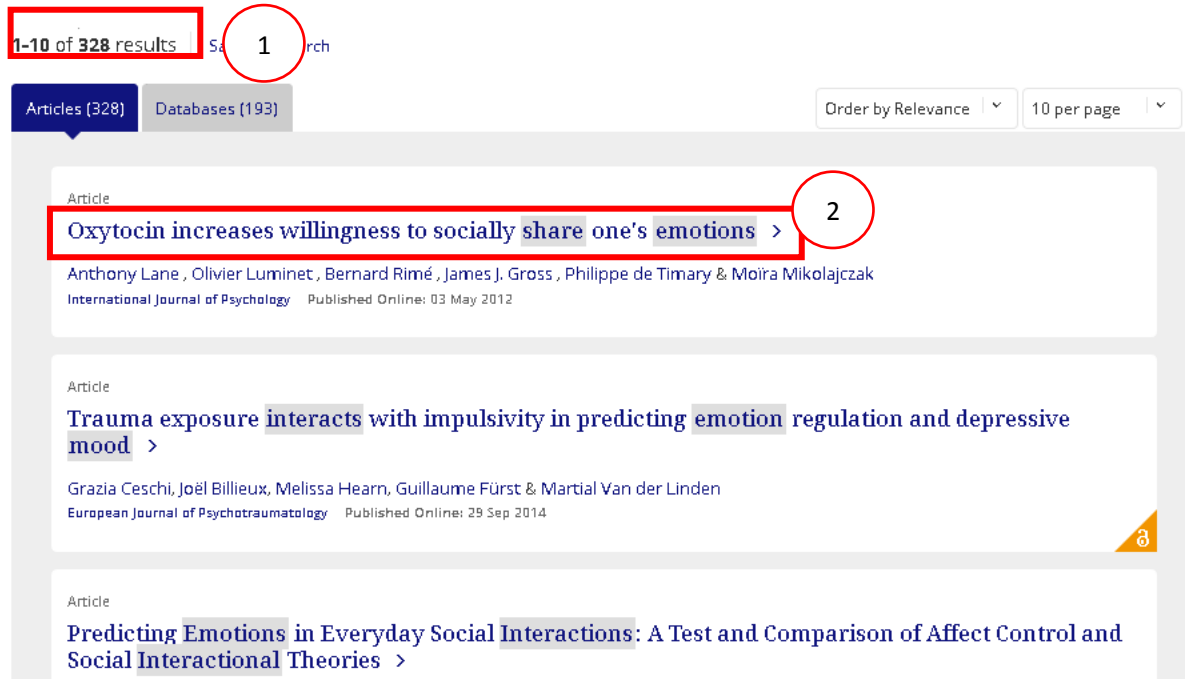 1-10 of 328 results
1
Articles (328) Databases (193)
Order by Relevance 10 per page
Article
Oxytocin increases willingness to socially share one's emotions >
2
Anthony Lane , Olivier Luminet , Bernard Rimé , James J. Gross , Philippe de Timary & Moïra Mikolajczak
International Journal of Psychology Published Online: 03 May 2012
Article
Trauma exposure interacts with impulsivity in predicting emotion regulation and depressive
mood >
Grazia Ceschi, Joël Billieux, Melissa Hearn, Guillaume Fürst & Martial Van der Linden
European Journal of Psychotraumatology Published Online: 29 Sep 2014
Article
Predicting Emotions in Everyday Social Interactions: A Test and Comparison of Affect Control and
Social Interactional Theories >